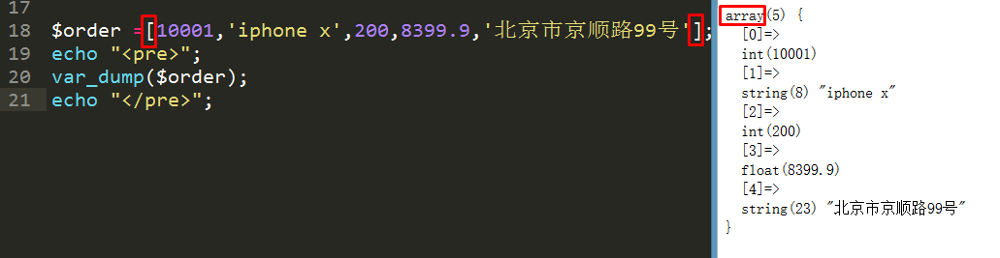 17
18 $order =[10001,'iphone x',200,8399.9,'北京市京顺路99号'];
19 echo "<pre>";
20 var_dump($order);
21 echo "</pre>";
array(5) {
[0]=>
int(10001)
[1]=>
string(8) "iphone x"
[2]=>
int(200)
[3]=>
float(8399.9)
[4]=>
string(23) "北京市京顺路99号"
}